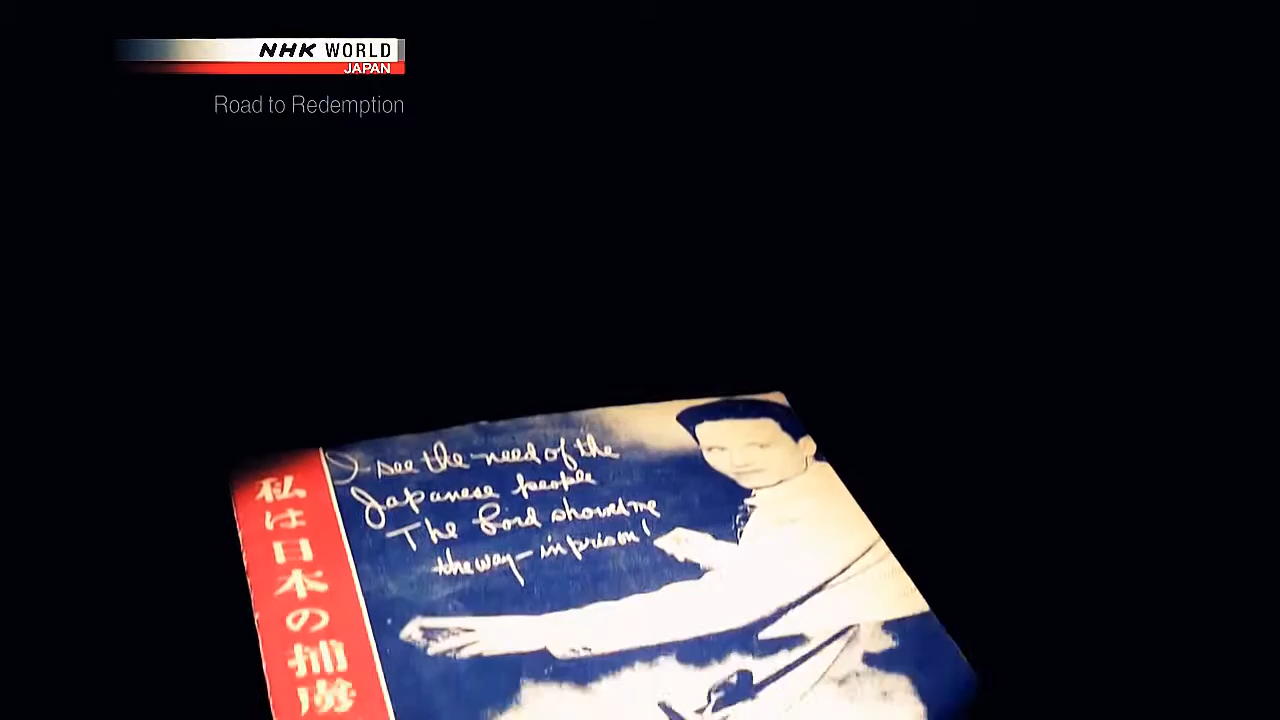 NHK WORLD
JAPAN
Road to Redemption
I see the need of the
Japanese people
The Lord showed me
the way - in prison!
私は日本の捕虜